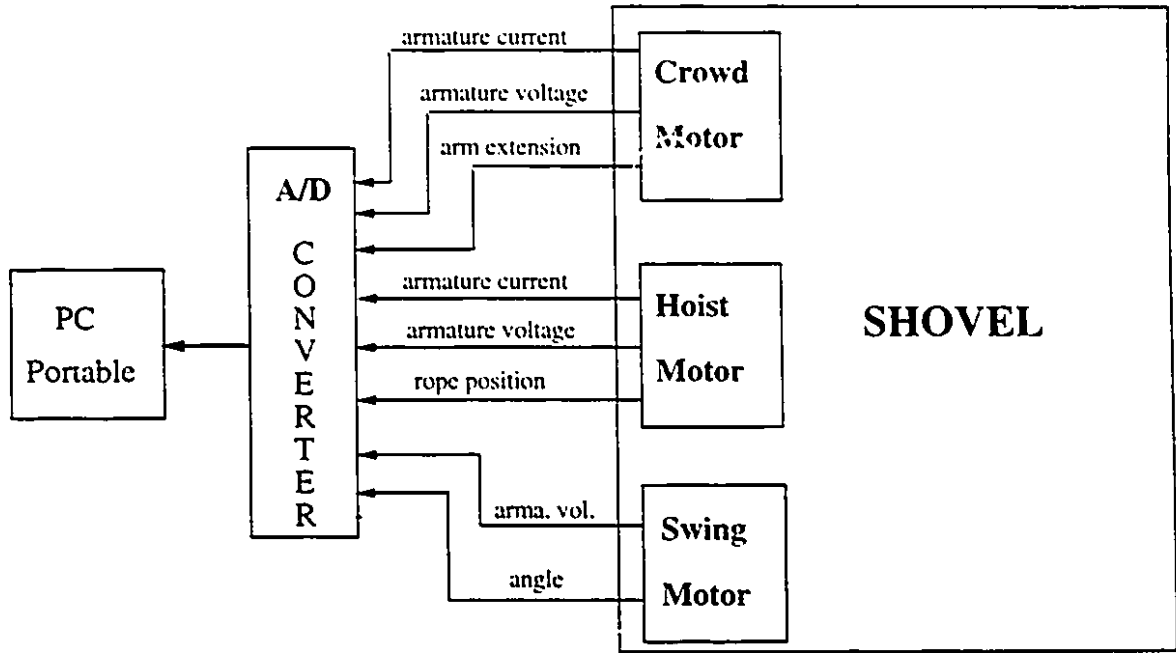 armature current
armature voltage
arm extension
Crowd
Motor
A/D
CONVERTER
PC
Portable
armature current
armature voltage
rope position
Hoist
Motor
SHOVEL
arma. vol.
angle
Swing
Motor